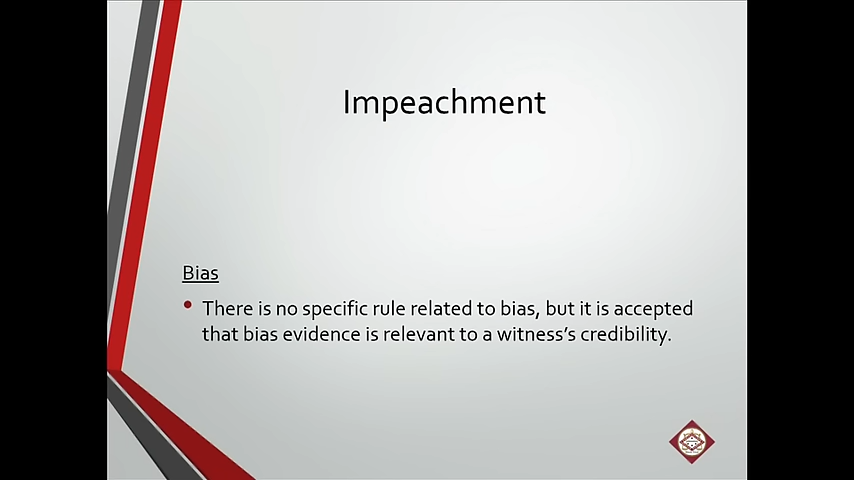 Impeachment
Bias
• There is no specific rule related to bias, but it is accepted
that bias evidence is relevant to a witness’s credibility.